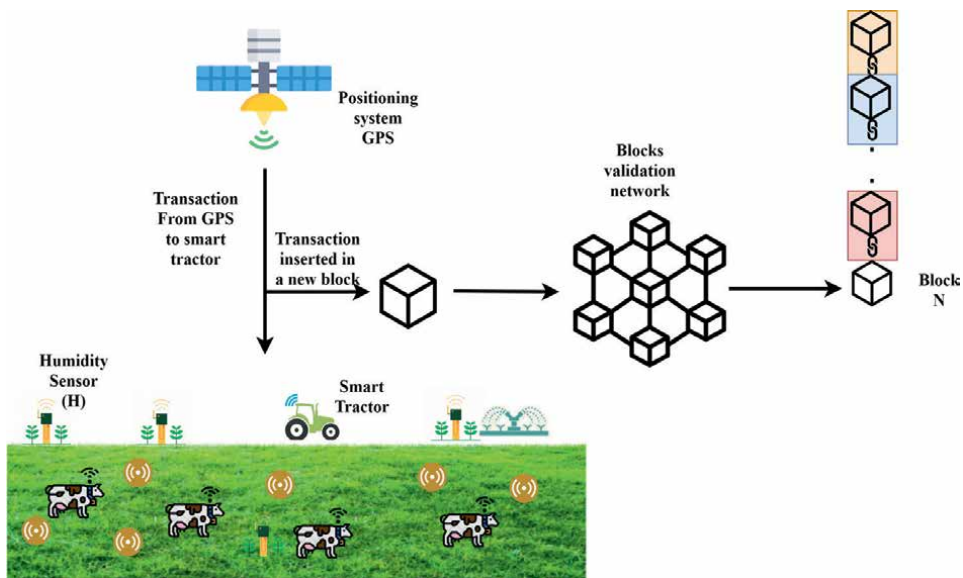 Positioning
system
GPS
Transaction
From GPS
to smart
tractor
Transaction
inserted in
a new block
Blocks
validation
network
Block
N
Humidity
Sensor
(H)
Smart
Tractor